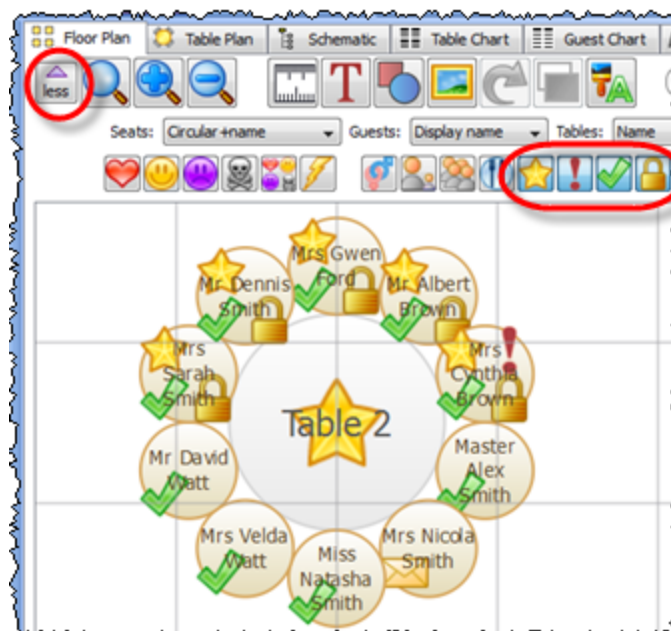 Floor Plan Table Plan Schematic Table Chart Guest Chart
less T A
Seats: Circular +name Guests: Display name Tables: Name
Mrs Gwen
Ford
Mr Dennis
Smith
Mr Albert
Brown
Mrs
Sarah
Smith
Mrs
Cynthia
Brown
Table 2
Mr David
Watt
Master
Alex
Smith
Mrs Velda
Watt
Miss
Natasha
Smith
Mrs Nicola
Smith